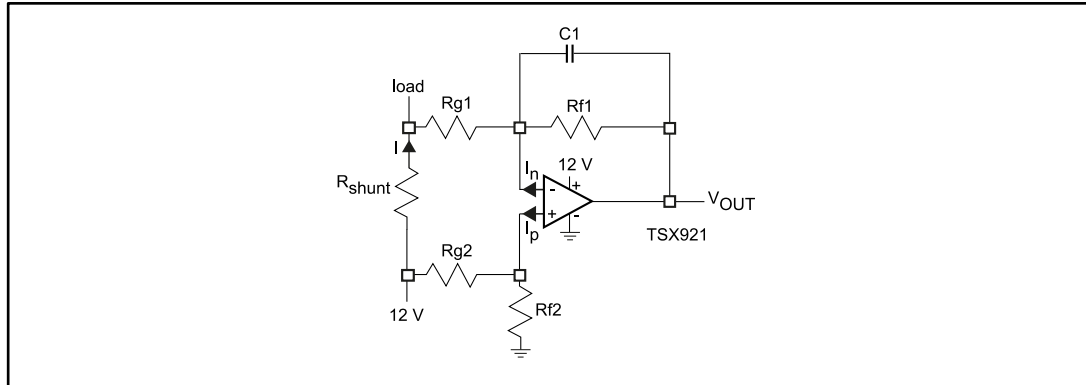 C1
Iload
Rg1
Rf1
I
In
12 V
Rshunt
-
+
+
-
VOUT
Ip
TSX921
Rg2
12 V
Rf2